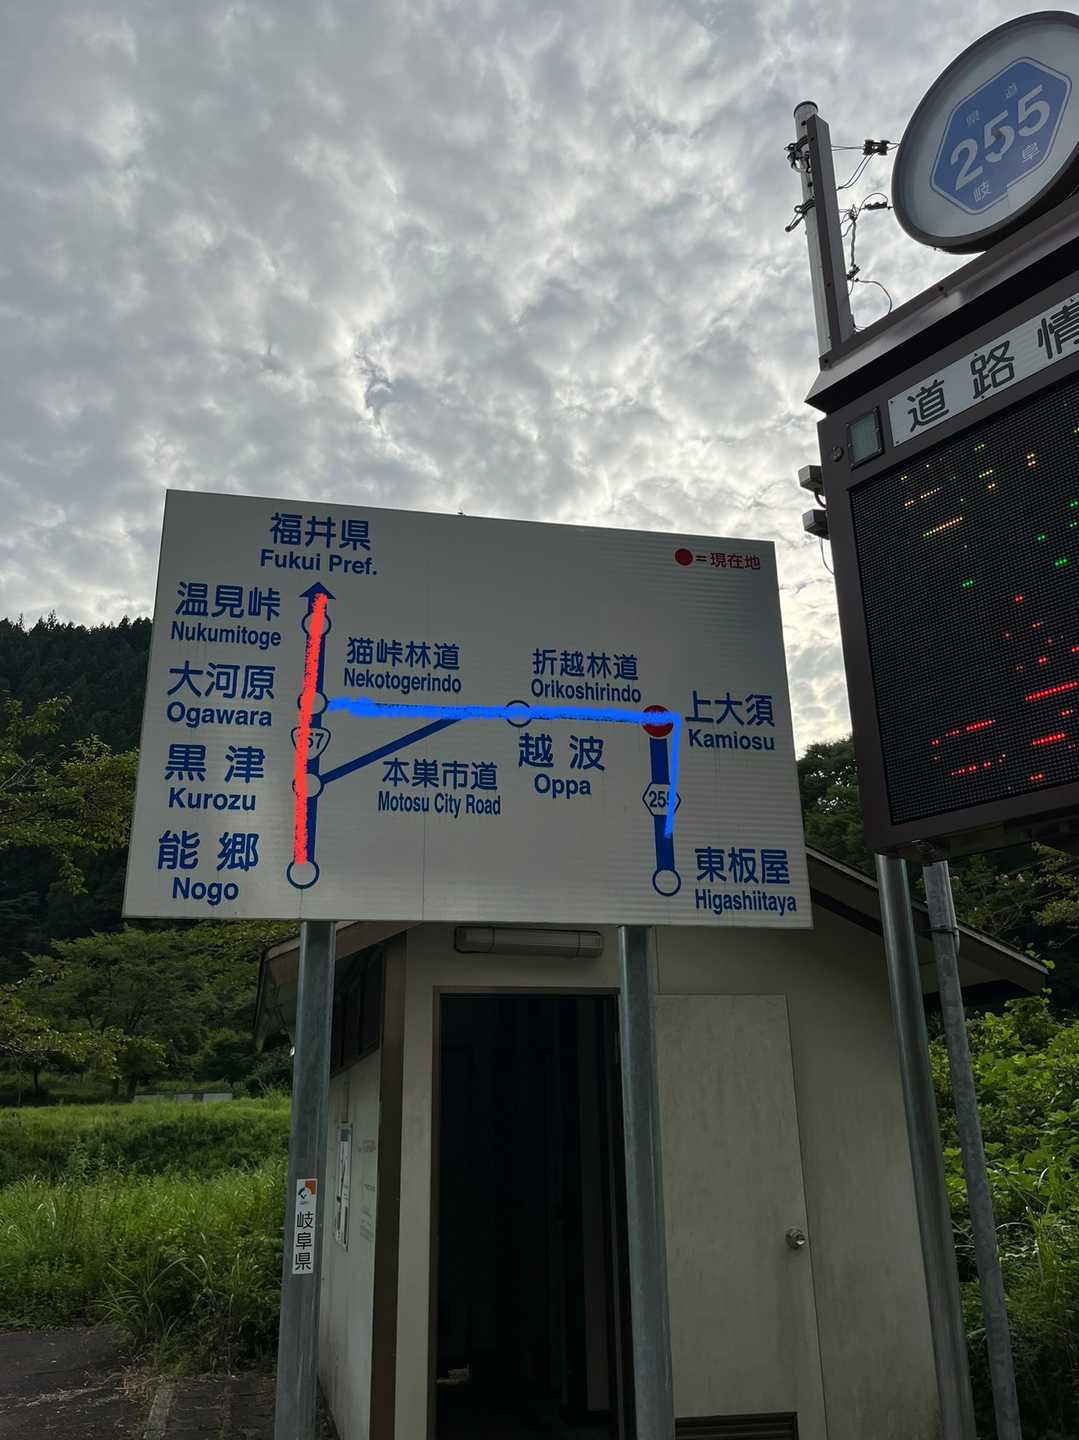 県道
255
岐阜
道路情
福井県
Fukui Pref.
●=現在地
温見峠
Nukumitoge
猫峠林道
Nekotogerindo
折越林道
Orikoshirindo
大河原
Ogawara
上大須
Kamiosu
越波
Oppa
黒津
Kurozu
本巣市道
Motosu City Road
255
能郷
Nogo
東板屋
Higashiitaya
岐阜県